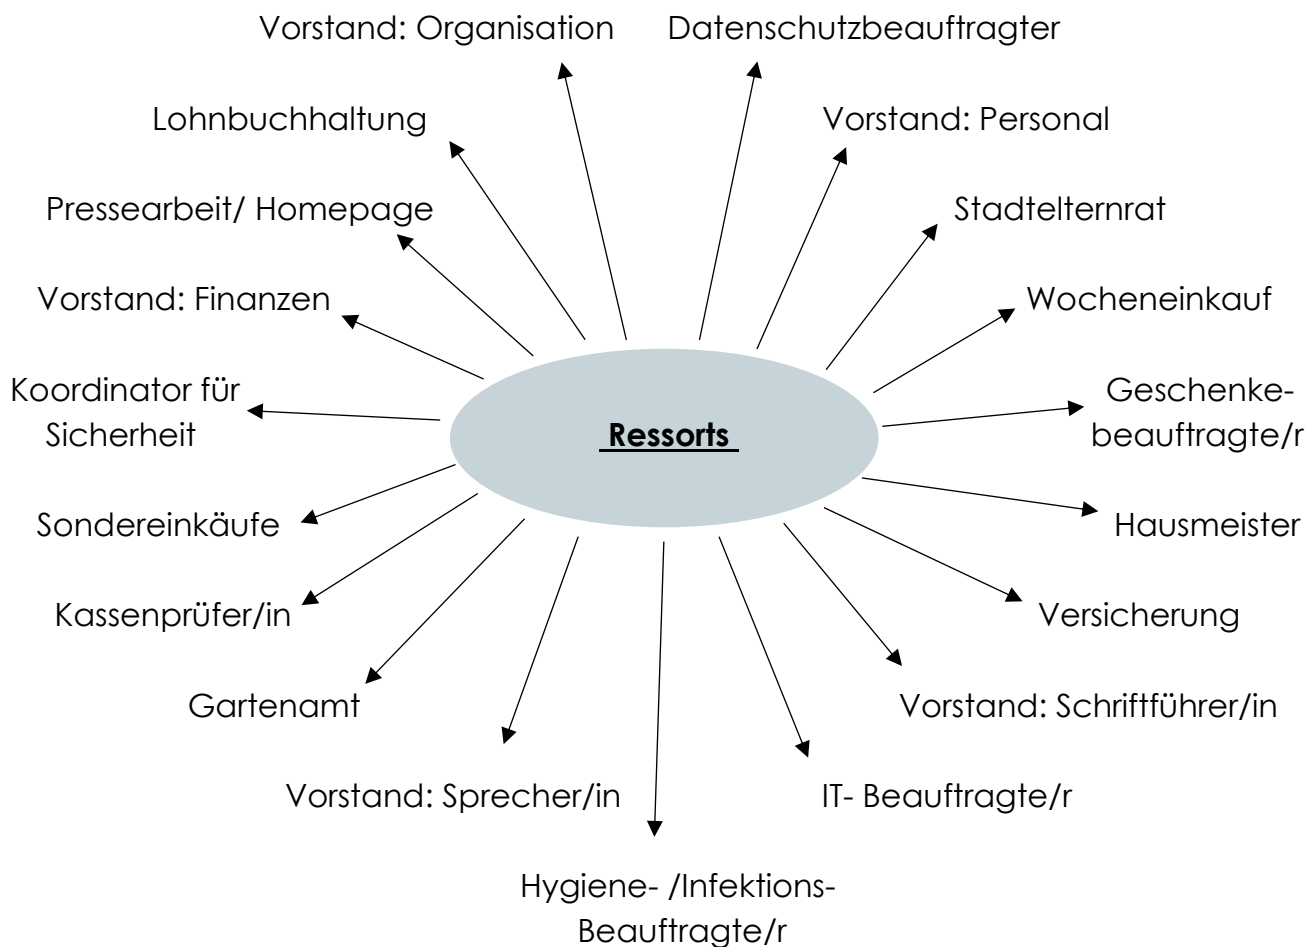 Vorstand: Organisation Datenschutzbeauftragter
Lohnbuchhaltung Vorstand: Personal
Pressearbeit/ Homepage Stadtelternrat
Vorstand: Finanzen Wocheneinkauf
Koordinator für Geschenke-
Sicherheit Ressorts beauftragte/r
Sondereinkäufe Hausmeister
Kassenprüfer/in Versicherung
Gartenamt Vorstand: Schriftführer/in
Vorstand: Sprecher/in IT- Beauftragte/r
Hygiene- /Infektions-
Beauftragte/r